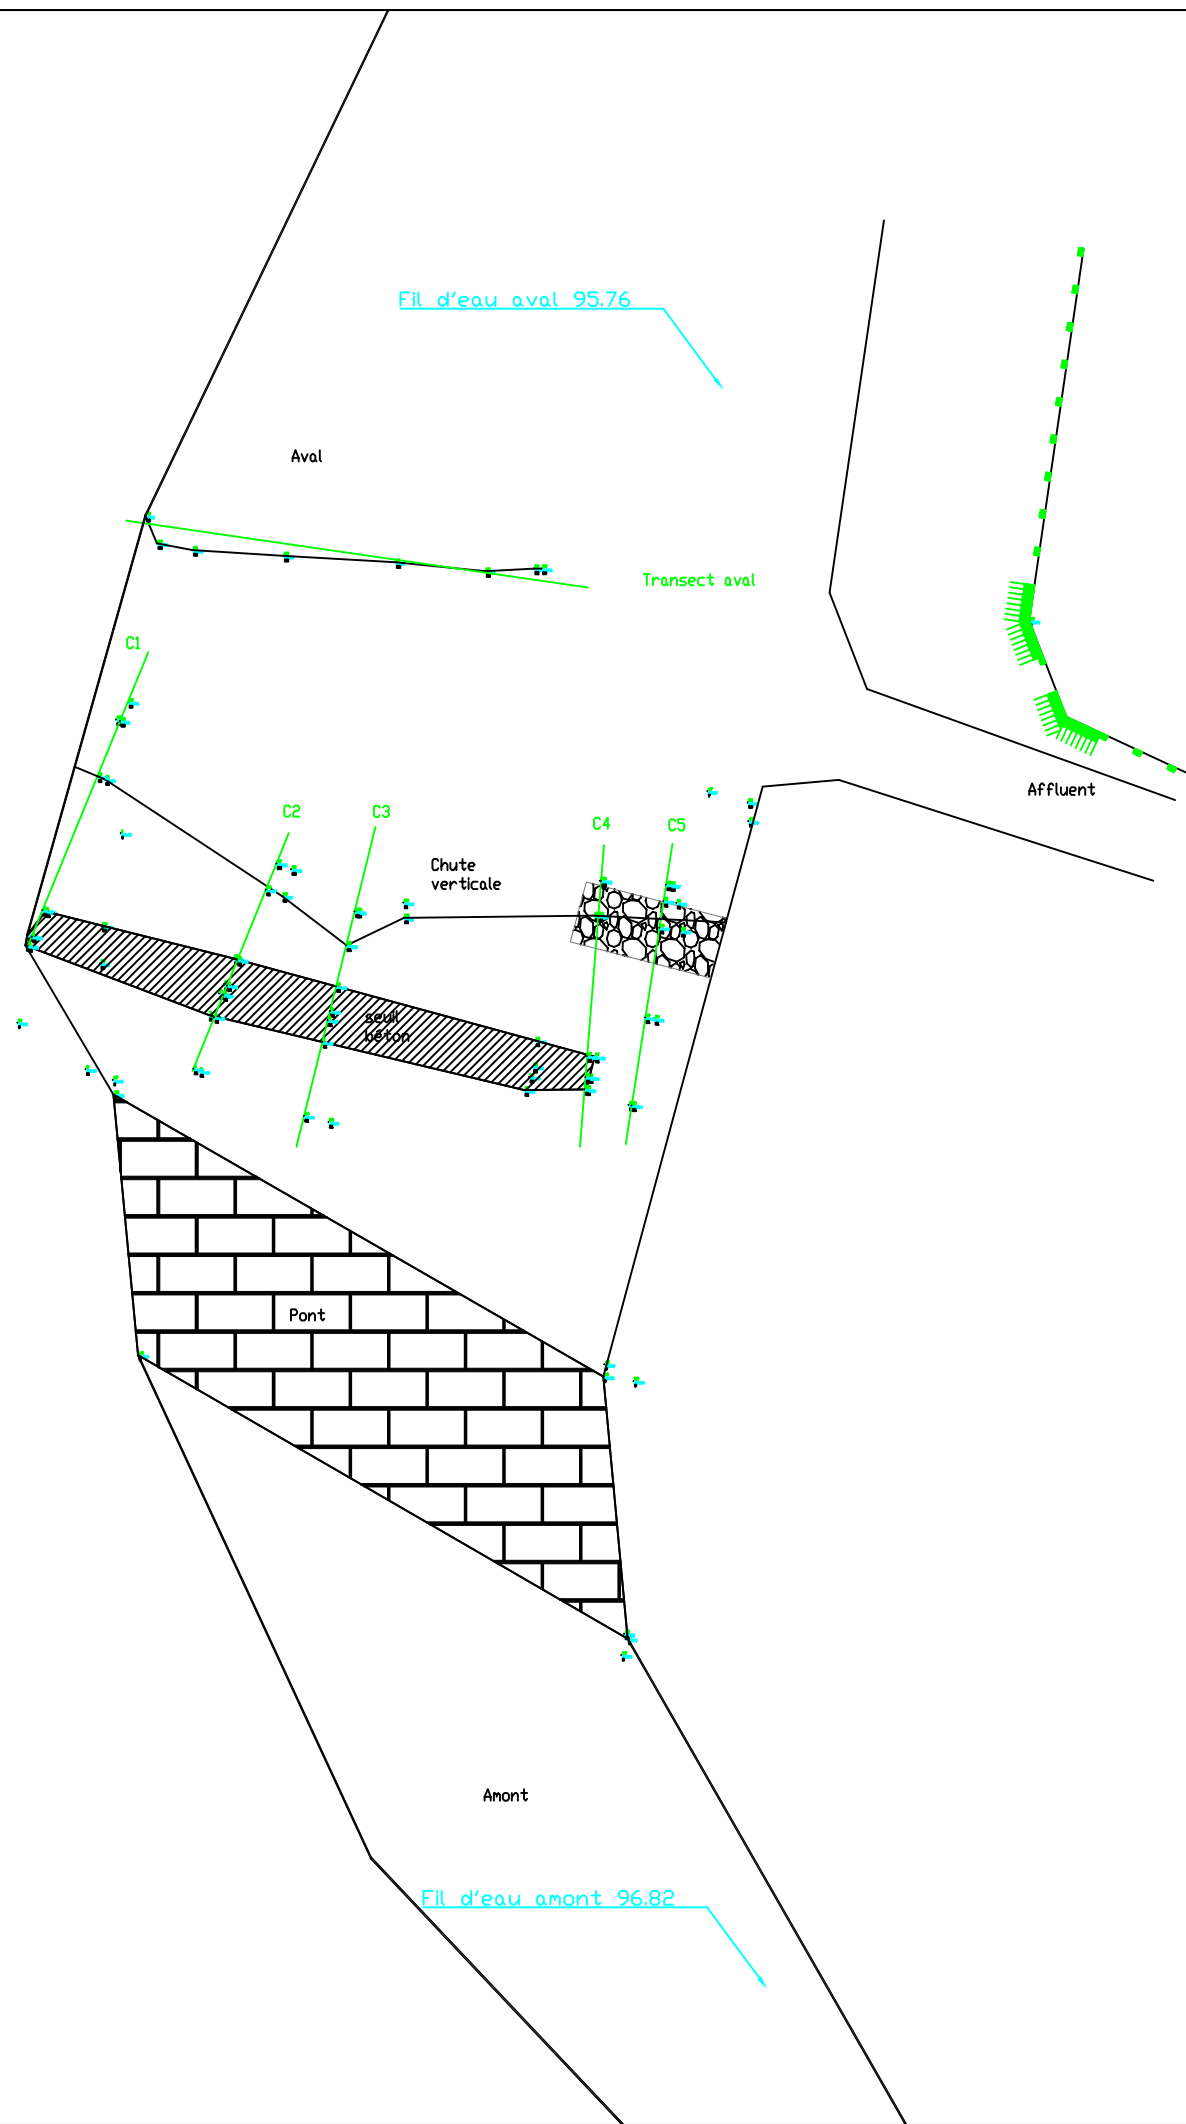 Fil d'eau aval 95.76
Aval
Transect aval
C1
Affluent
C2
C3
C4
C5
Chute
verticale
seuil
béton
Pont
Amont
Fil d'eau amont 96.82